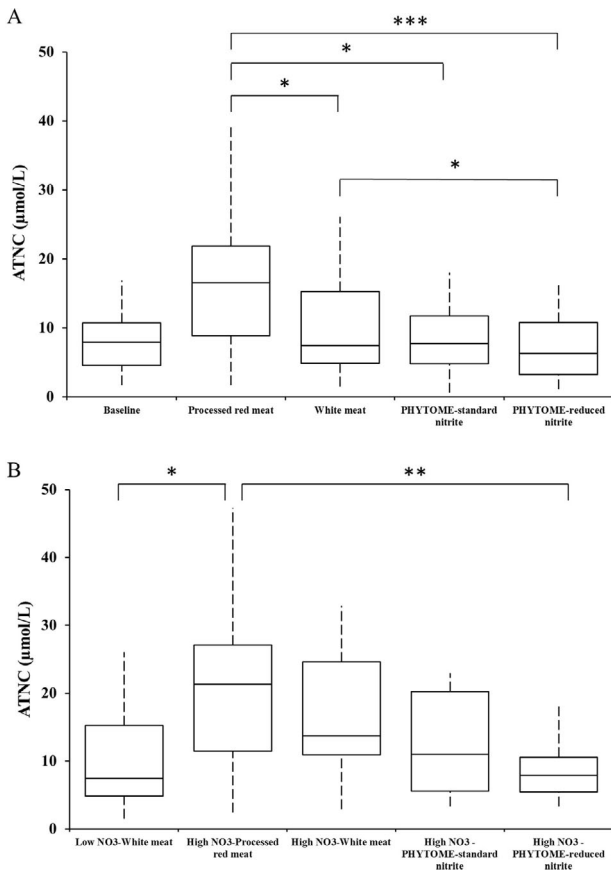 A
***
*
*
*
60
50
40
30
20
10
0
ATNC (µmol/L)
Baseline
Processed red meat
White meat
PHYTOME-standard
nitrite
PHYTOME-reduced
nitrite
B
*
**
50
40
30
20
10
0
ATNC (µmol/L)
Low NO3-White meat
High NO3-Processed
red meat
High NO3-White meat
High NO3 -
PHYTOME-standard nitrite
High NO3 -
PHYTOME-reduced nitrite